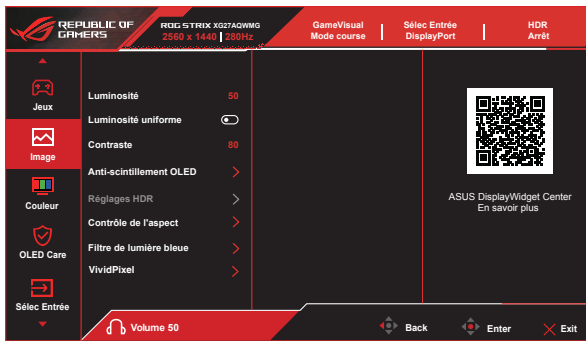 REPUBLIC OF
GAMERS
ROG STRIX XG27AQWMG
2560 x 1440 280Hz
GameVisual
Mode course
Sélec Entrée
DisplayPort
HDR
Arrêt
Jeux
Image
Couleur
OLED Care
Sélec Entrée
Luminosité 50
Luminosité uniforme
Contraste 80
Anti-scintillement OLED
Réglages HDR
Contrôle de l'aspect
Filtre de lumière bleue
VividPixel
ASUS DisplayWidget Center
En savoir plus
Volume 50
Back
Enter
Exit